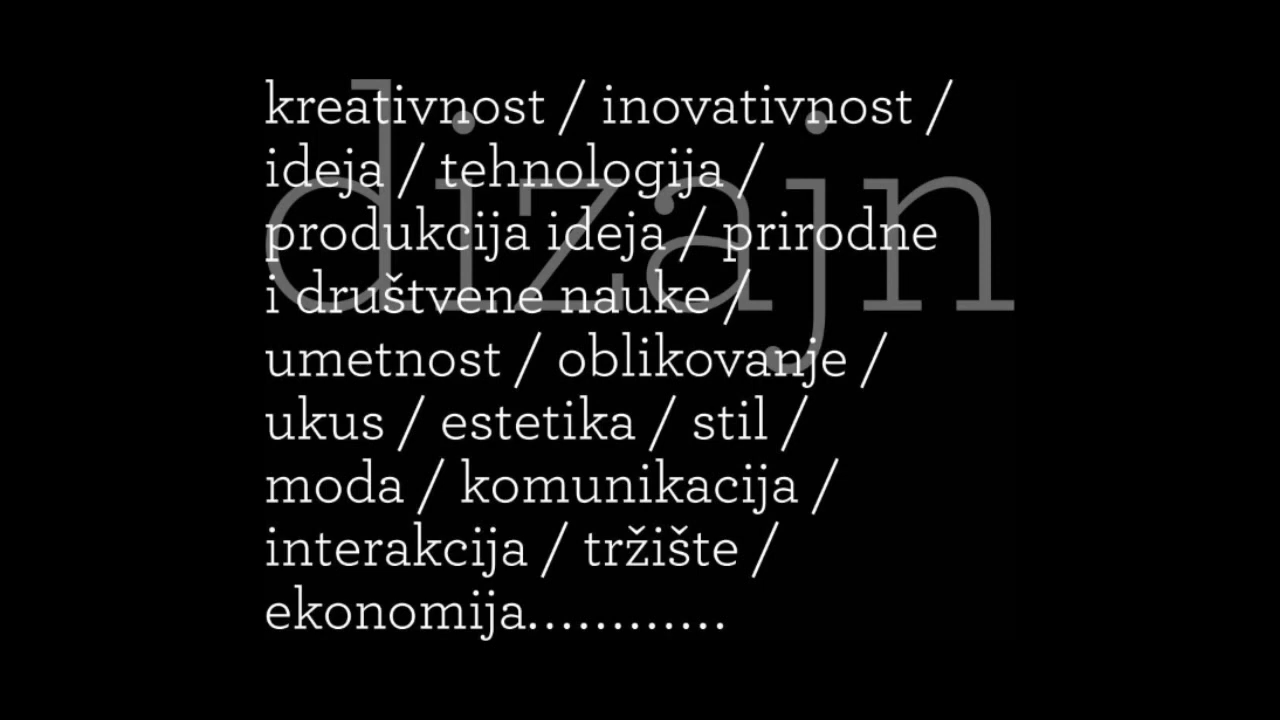 dizajn
kreativnost / inovativnost /
ideja / tehnologija /
produkcija ideja / prirodne
i društvene nauke /
umetnost / oblikovanje /
ukus / estetika / stil /
moda / komunikacija /
interakcija / tržište /
ekonomija............